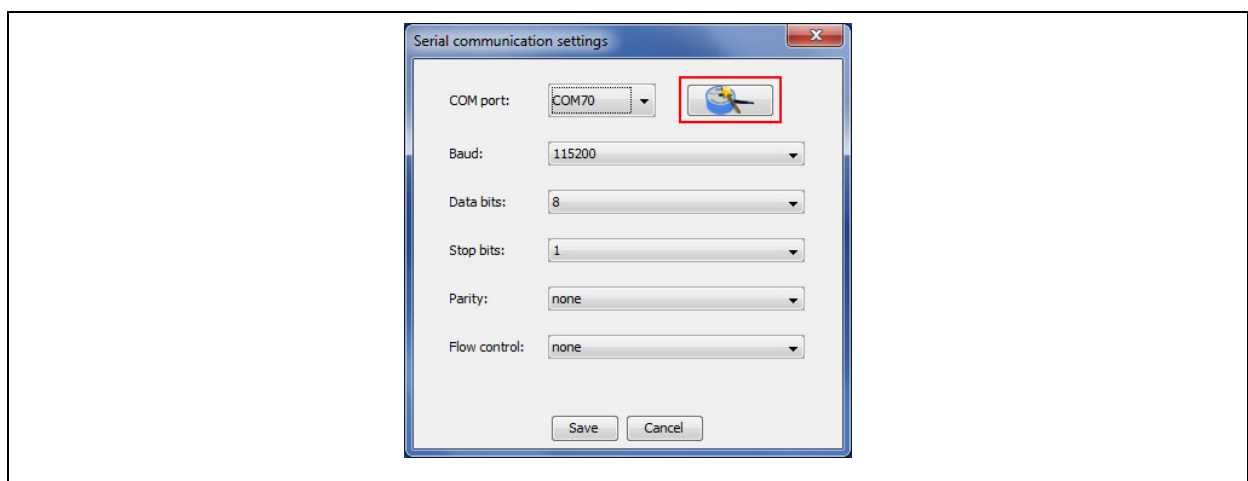 Serial communication settings
COM port: COM70
Baud: 115200
Data bits: 8
Stop bits: 1
Parity: none
Flow control: none
Save Cancel